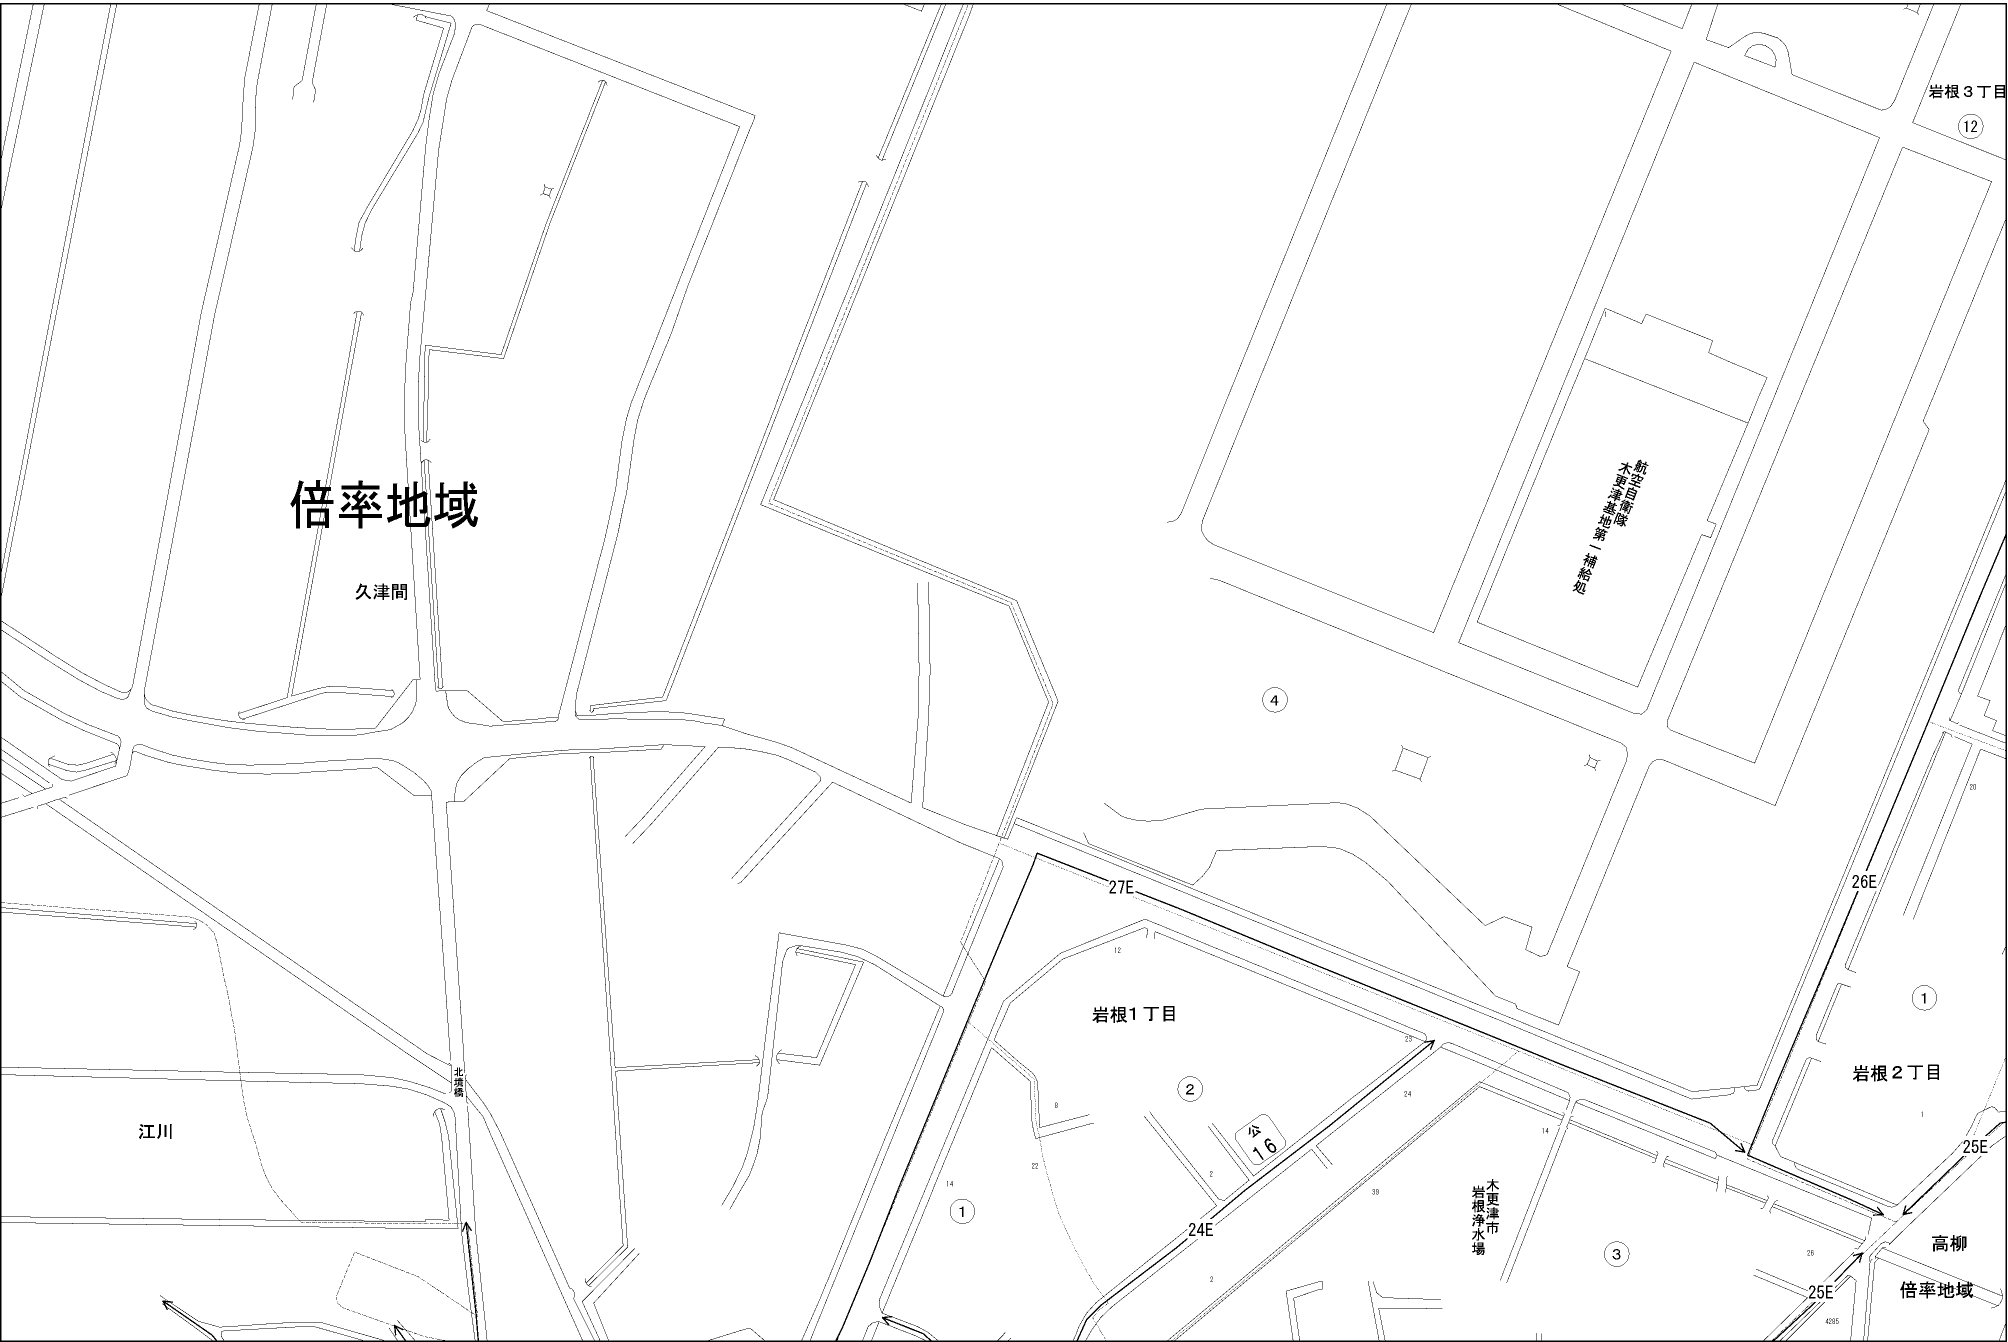 岩根3丁目
12
航空自衛隊
木更津基地第一補給処
倍率地域
久津間
4
20
27E
26E
12
1
岩根1丁目
23
岩根2丁目
北境橋
2
24
8
1
江川
公
16
14
25E
22
2
14
1
39
木更津市
岩根浄水場
24E
3
26
高柳
2
25E
倍率地域
4285